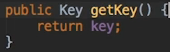 public Key getKey() {
    return key;
}